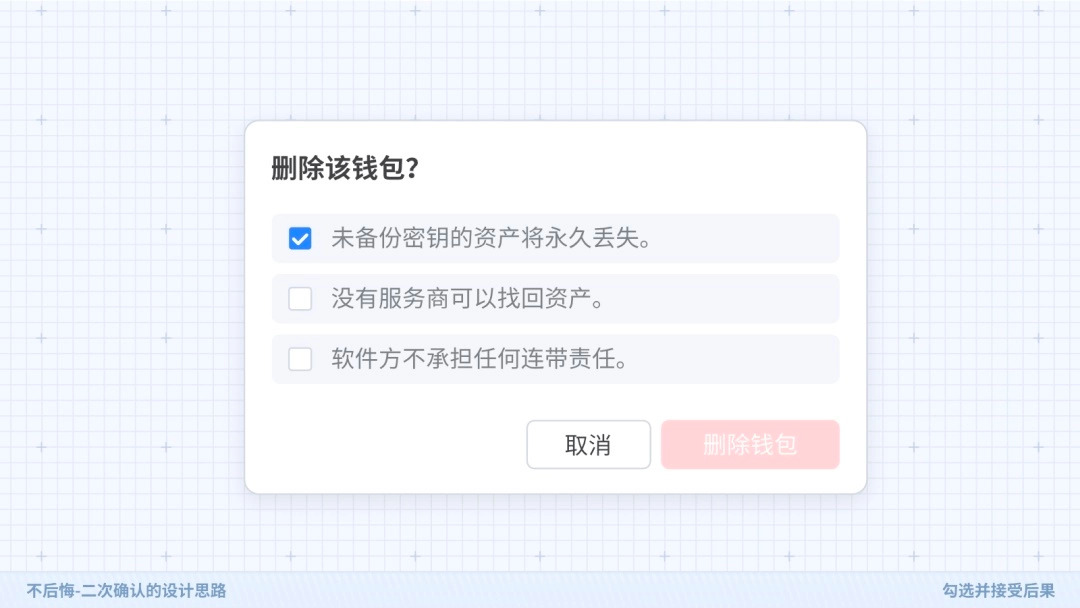 删除该钱包？
未备份密钥的资产将永久丢失。
没有服务商可以找回资产。
软件方不承担任何连带责任。
取消
删除钱包
不后悔-二次确认的设计思路
勾选并接受后果